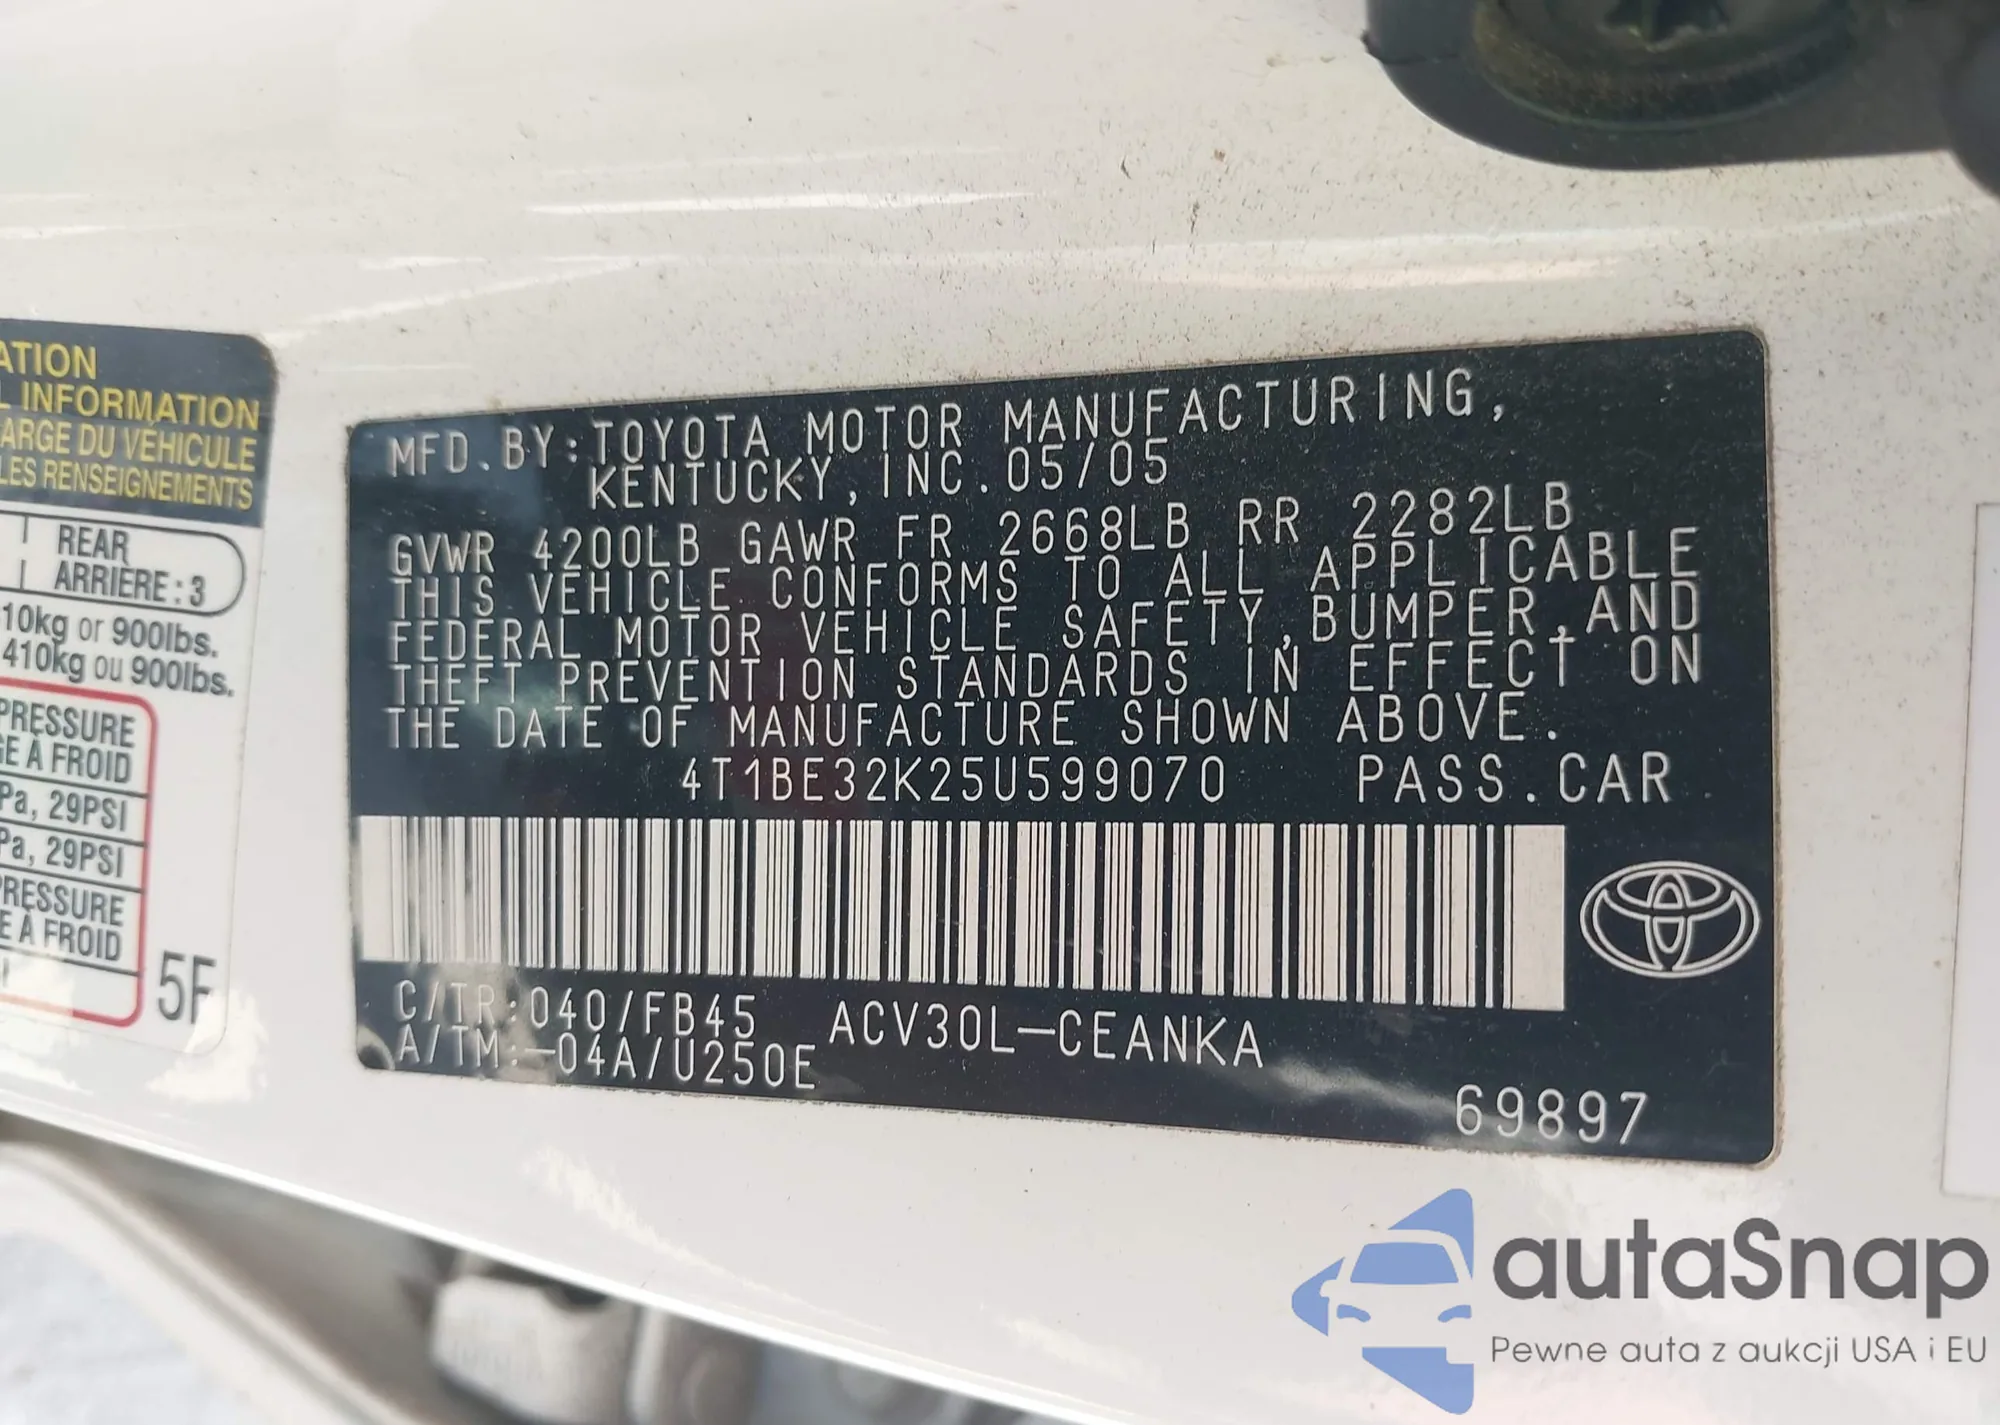 ATION
L INFORMATION
ARGE DU VÉHICULE
LES RENSEIGNEMENTS
REAR
ARRIÈRE : 3
10kg or 900lbs.
410kg ou 900lbs.
PRESSURE
GE À FROID
Pa, 29PSI
Pa, 29PSI
PRESSURE
E À FROID
5F
MFD. BY: TOYOTA MOTOR MANUFACTURING,
KENTUCKY, INC. 05/05
GVWR 4200LB GAWR FR 2668LB RR 2282LB
THIS VEHICLE CONFORMS TO ALL APPLICABLE
FEDERAL MOTOR VEHICLE SAFETY, BUMPER, AND
THEFT PREVENTION STANDARDS IN EFFECT ON
THE DATE OF MANUFACTURE SHOWN ABOVE.
4T1BE32K25U599070 PASS. CAR
C/TR: 040/FB45 ACV30L-CEANKA
A/TM: -04A/U250E
69897
autaSnap
Pewne auta z aukcji USA i EU